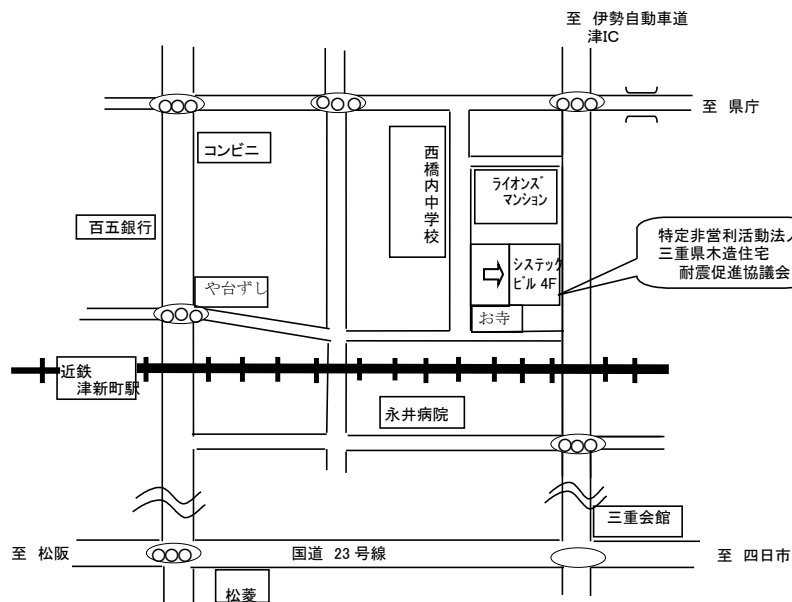 至 伊勢自動車道
津IC
至 県庁
コンビニ
西橋内中学校
ライオンズ
マンション
百五銀行
特定非営利活動法人
三重県木造住宅
耐震促進協議会
システック
ビル 4F
や台ずし
お寺
近鉄
津新町駅
永井病院
三重会館
至 松阪
国道 23 号線
至 四日市
松菱